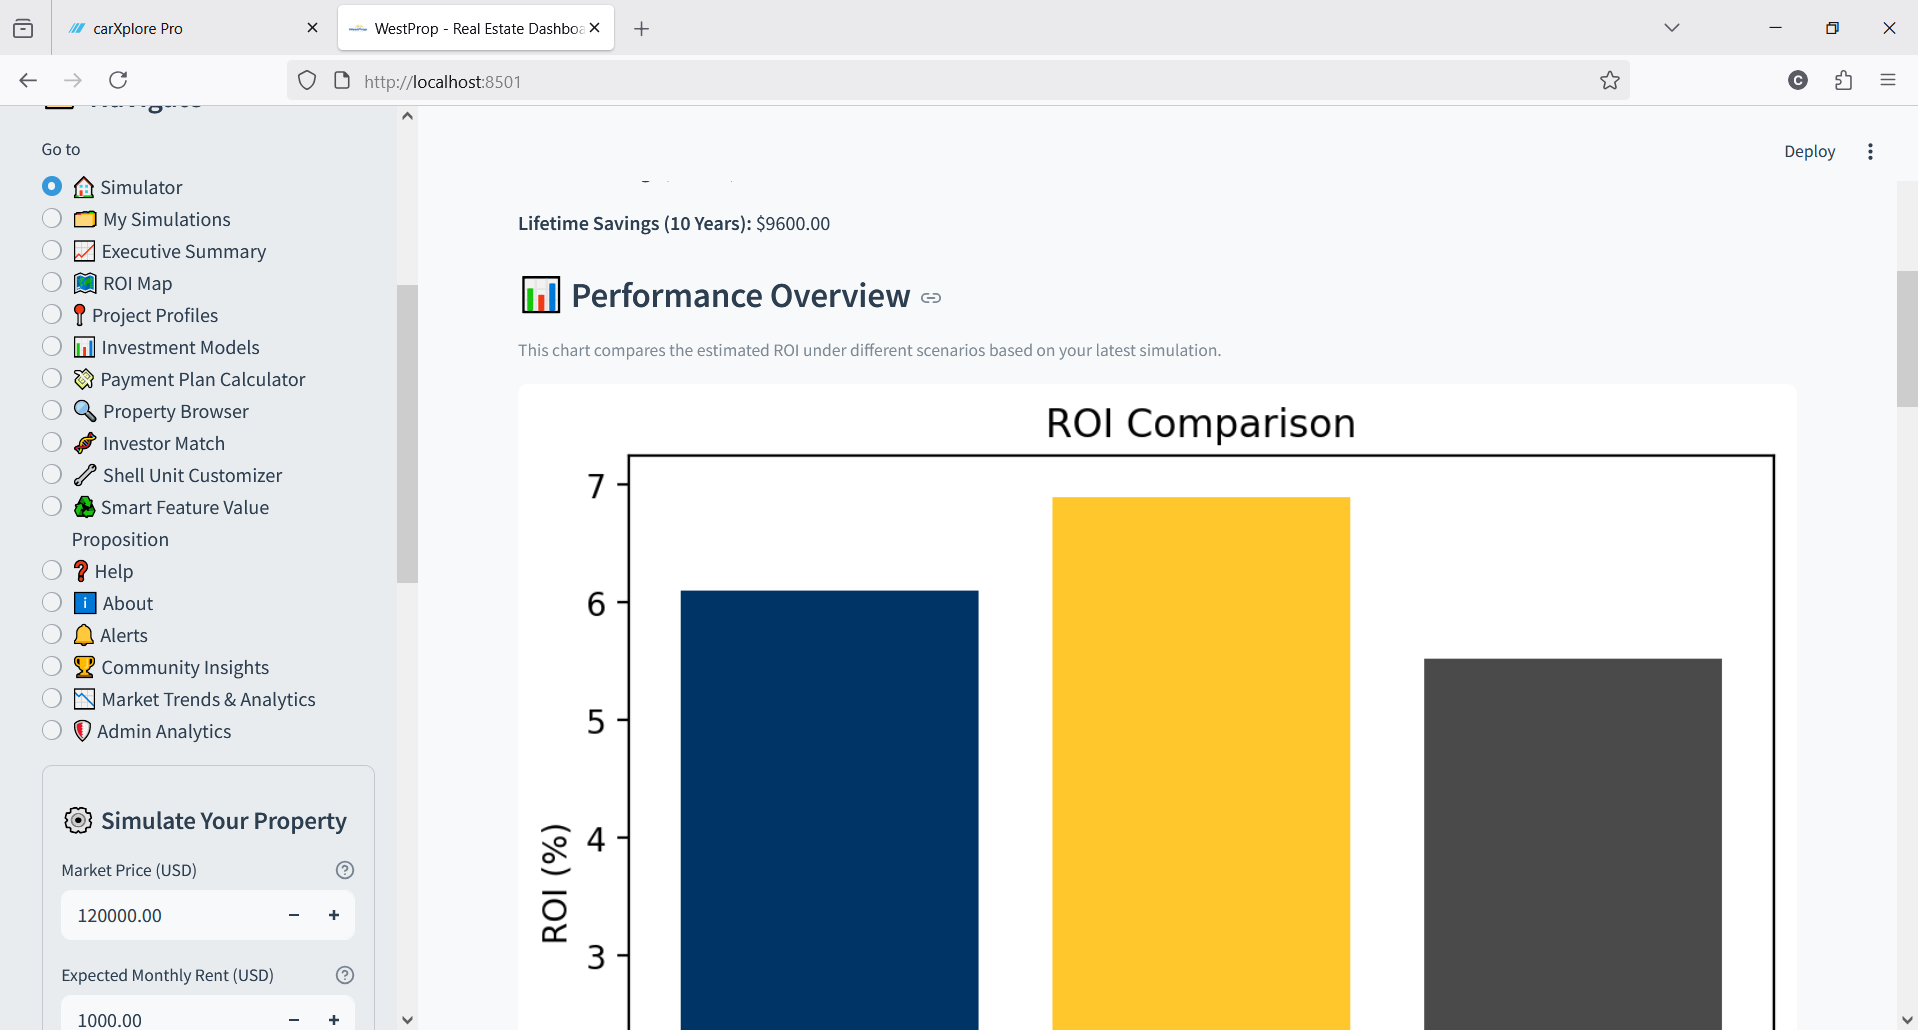 carXplore Pro
WestProp - Real Estate Dashboa
http://localhost:8501
C
Navigate
Go to
Simulator
My Simulations
Executive Summary
ROI Map
Project Profiles
Investment Models
Payment Plan Calculator
Property Browser
Investor Match
Shell Unit Customizer
Smart Feature Value
Proposition
Help
About
Alerts
Community Insights
Market Trends & Analytics
Admin Analytics
Simulate Your Property
Market Price (USD)
120000.00
Expected Monthly Rent (USD)
1000.00
Deploy
Lifetime Savings (10 Years): $9600.00
Performance Overview
This chart compares the estimated ROI under different scenarios based on your latest simulation.
ROI Comparison
7
6
5
4
3
ROI (%)